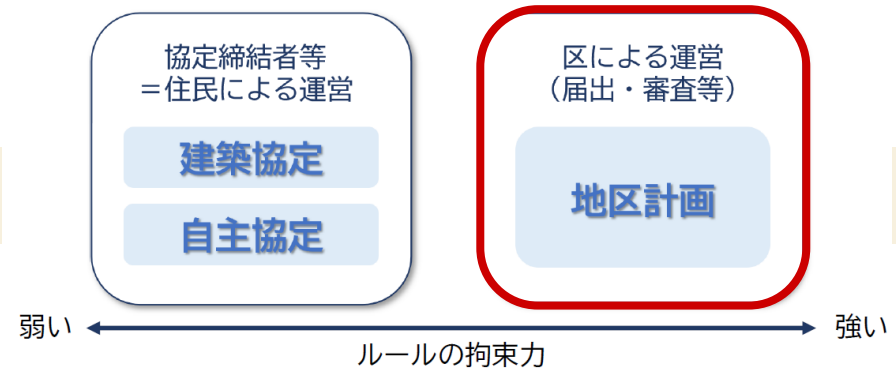 協定締結者等
＝住民による運営
建築協定
自主協定
区による運営
（届出・審査等）
地区計画
弱い
強い
ルールの拘束力